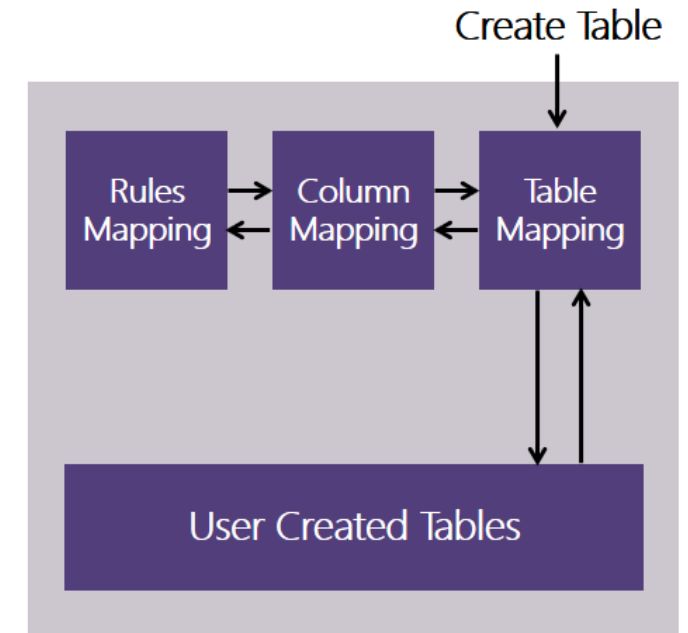 Create Table
Rules
Mapping
Column
Mapping
Table
Mapping
User Created Tables